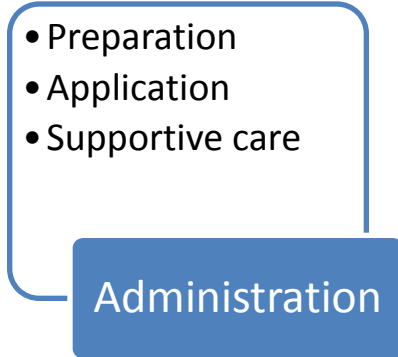 • Preparation
• Application
• Supportive care
Administration